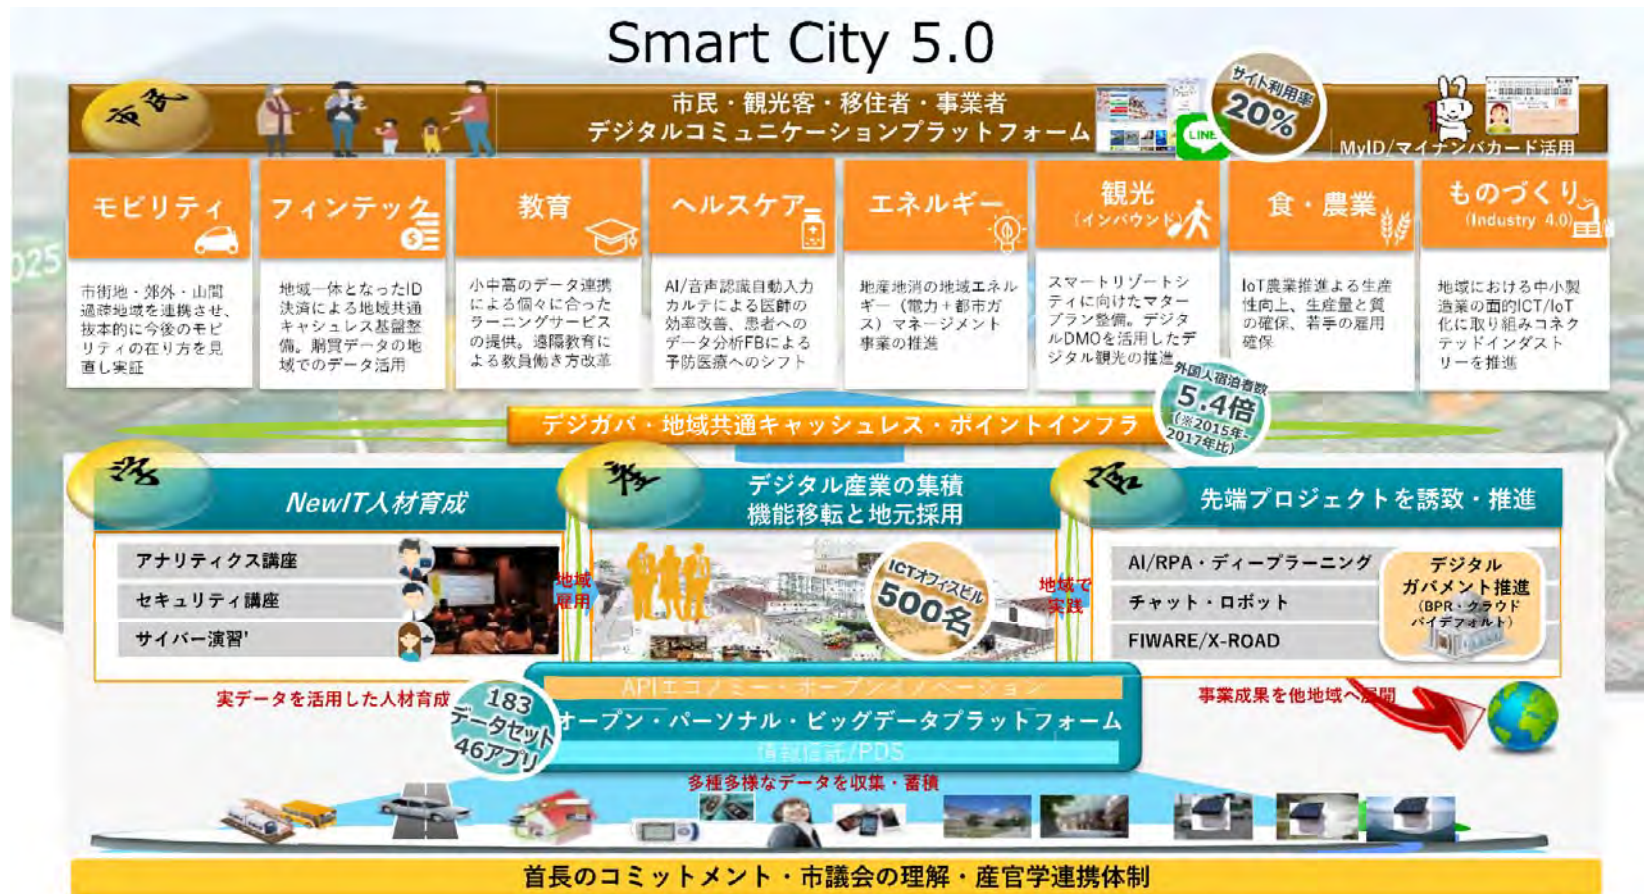 Smart City 5.0
市民
市民・観光客・移住者・事業者
デジタルコミュニケーションプラットフォーム
LINE
サイト利用率
20%
MyID/マイナンバカード活用
モビリティ
フィンテック
教育
ヘルスケア
エネルギー
観光
(インバウンド)
食・農業
ものづくり
(Industry 4.0)
2025
市街地・郊外・山間
過疎地域を連携させ、
抜本的に今後のモビ
リティの在り方を見
直し実証
地域一体となったID
決済による地域共通
キャシュレス基盤整
備。購買データの地
域でのデータ活用
小中高のデータ連携
による個々に合った
ラーニングサービス
の提供。遠隔教育に
よる教員働き方改革
AI/音声認識自動入力
カルテによる医師の
効率改善、患者への
データ分析FBによる
予防医療へのシフト
地産地消の地域エネル
ギー（電力＋都市ガ
ス）マネージメント
事業の推進
スマートリゾートシ
ティに向けたマター
プラン整備。デジタ
ルDMOを活用したデ
ジタル観光の推進
IoT農業推進よる生産
性向上、生産量と質
の確保、若手の雇用
確保
地域における中小製
造業の面的ICT/IoT
化に取り組みコネク
テッドインダスト
リーを推進
外国人宿泊者数
5.4倍
(※2015年-
2017年比)
デジガバ・地域共通キャッシュレス・ポイントインフラ
学
NewIT人材育成
産
デジタル産業の集積
機能移転と地元採用
官
先端プロジェクトを誘致・推進
アナリティクス講座
セキュリティ講座
サイバー演習'
地域
雇用
ICTオフィスビル
500名
地域で
実践
AI/RPA・ディープラーニング
チャット・ロボット
FIWARE/X-ROAD
デジタル
ガバメント推進
(BPR・クラウド
バイデフォルト)
実データを活用した人材育成
183
データセット
46アプリ
APIエコノミー・オープンイノベーション
オープン・パーソナル・ビッグデータプラットフォーム
情報信託/PDS
事業成果を他地域へ展開
多種多様なデータを収集・蓄積
首長のコミットメント・市議会の理解・産官学連携体制